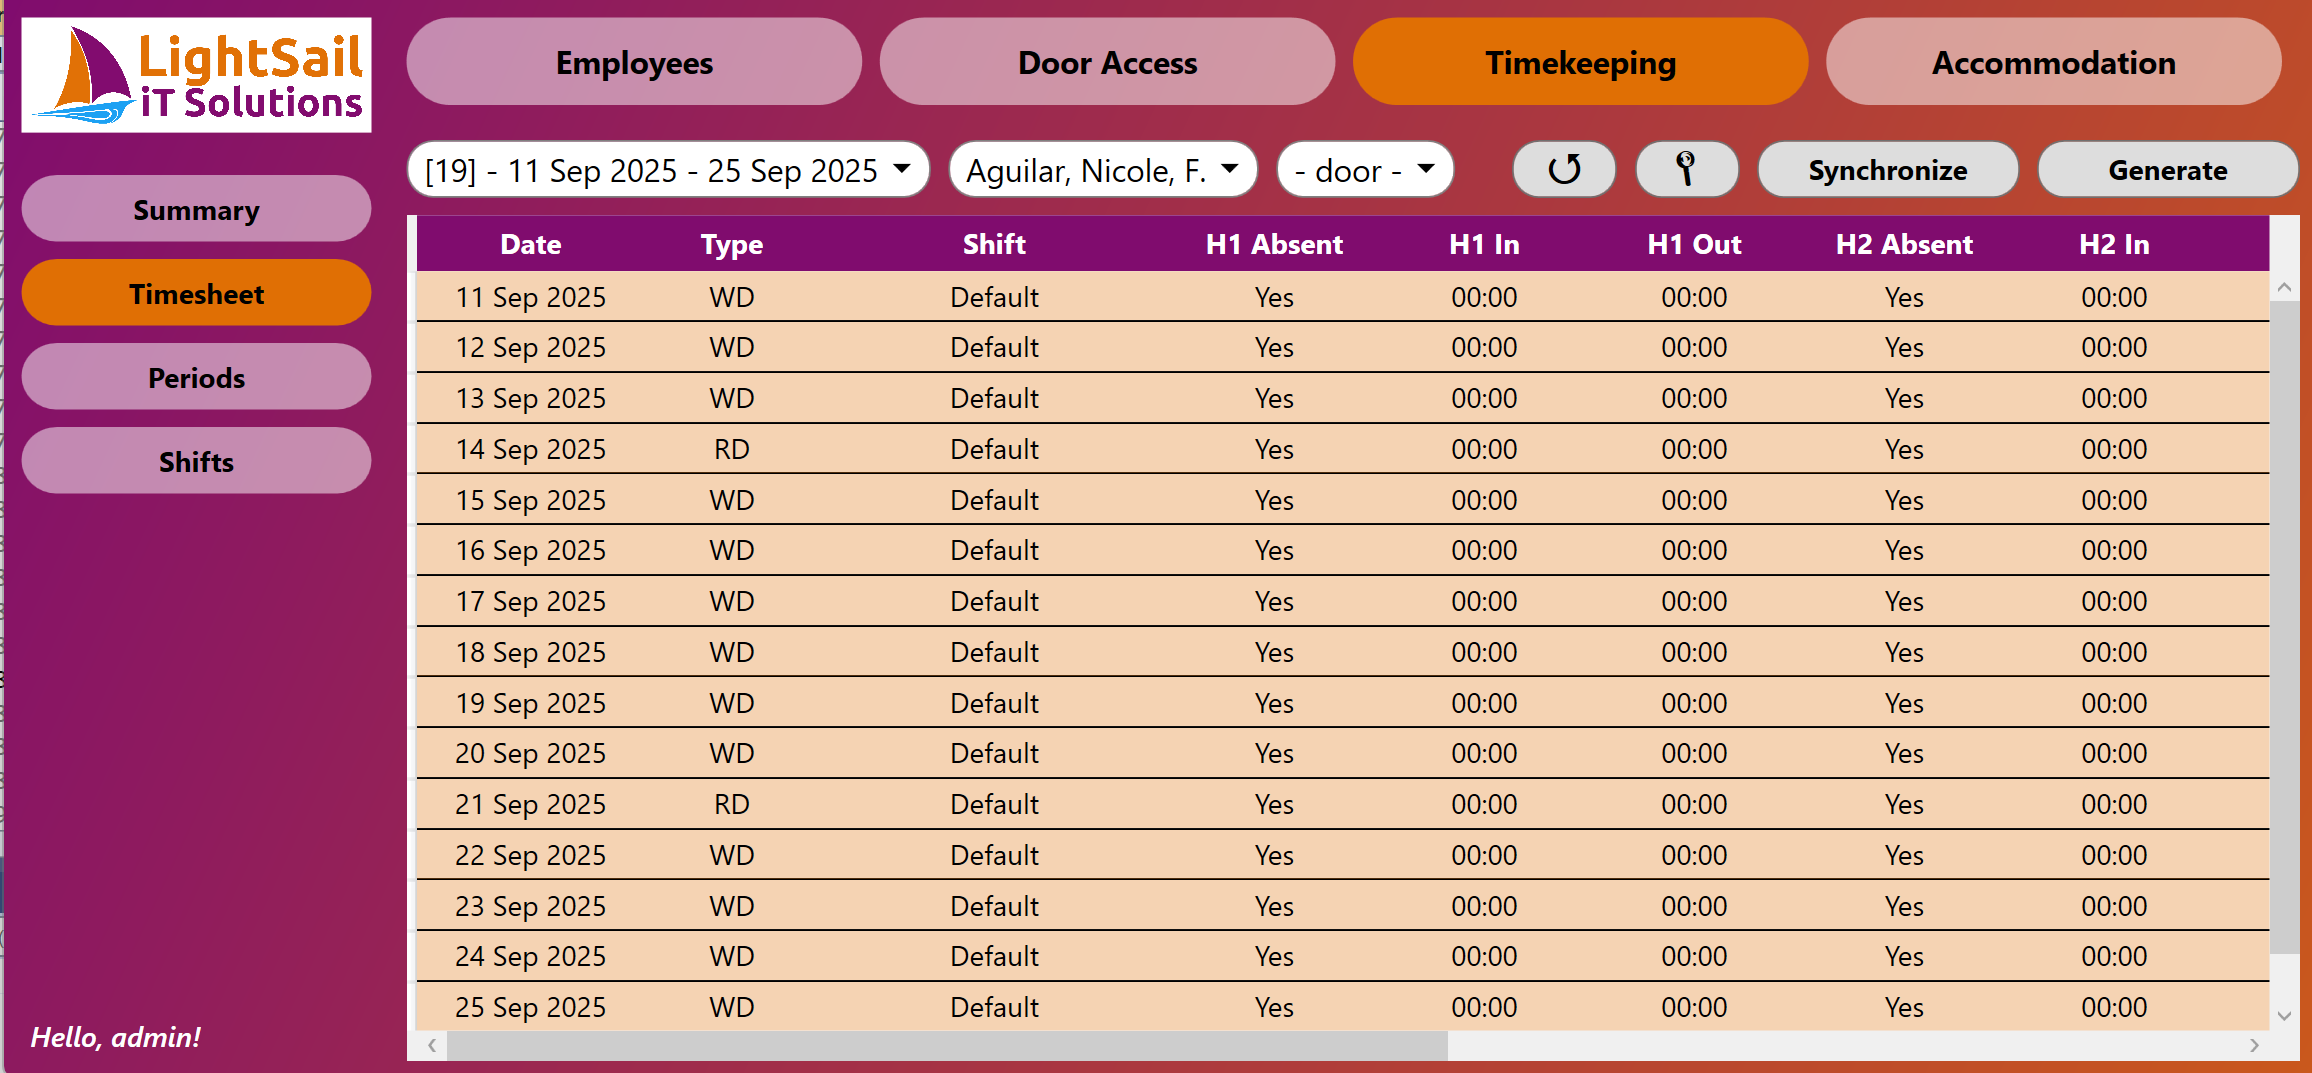 LightSail
iT Solutions
Employees Door Access Timekeeping Accommodation
[19] - 11 Sep 2025 - 25 Sep 2025 Aguilar, Nicole, F. - door - Synchronize Generate
Summary
Timesheet
Periods
Shifts
Date Type Shift H1 Absent H1 In H1 Out H2 Absent H2 In
11 Sep 2025 WD Default Yes 00:00 00:00 Yes 00:00
12 Sep 2025 WD Default Yes 00:00 00:00 Yes 00:00
13 Sep 2025 WD Default Yes 00:00 00:00 Yes 00:00
14 Sep 2025 RD Default Yes 00:00 00:00 Yes 00:00
15 Sep 2025 WD Default Yes 00:00 00:00 Yes 00:00
16 Sep 2025 WD Default Yes 00:00 00:00 Yes 00:00
17 Sep 2025 WD Default Yes 00:00 00:00 Yes 00:00
18 Sep 2025 WD Default Yes 00:00 00:00 Yes 00:00
19 Sep 2025 WD Default Yes 00:00 00:00 Yes 00:00
20 Sep 2025 WD Default Yes 00:00 00:00 Yes 00:00
21 Sep 2025 RD Default Yes 00:00 00:00 Yes 00:00
22 Sep 2025 WD Default Yes 00:00 00:00 Yes 00:00
23 Sep 2025 WD Default Yes 00:00 00:00 Yes 00:00
24 Sep 2025 WD Default Yes 00:00 00:00 Yes 00:00
25 Sep 2025 WD Default Yes 00:00 00:00 Yes 00:00
Hello, admin!